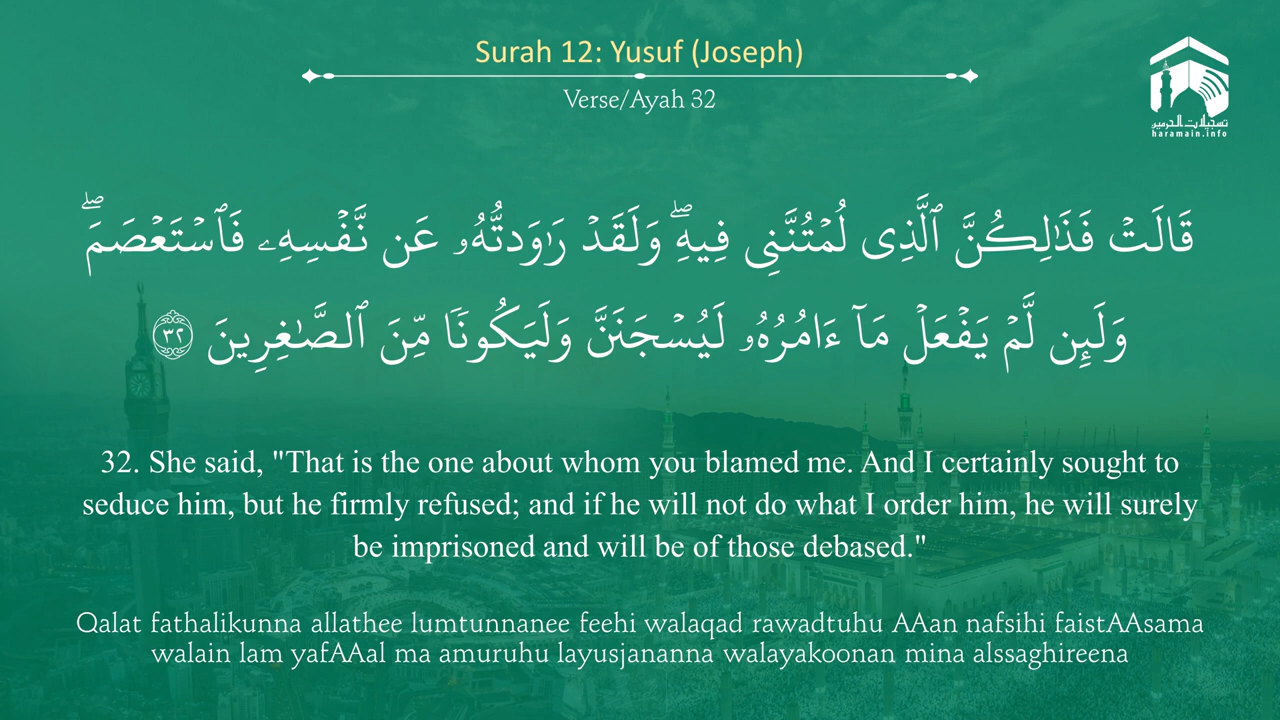 Surah 12: Yusuf (Joseph)
Verse/Ayah 32
تسجيلات الحرمين
haramain.info
قَالَتْ فَذَٰلِكُنَّ ٱلَّذِى لُمْتُنَّنِى فِيهِ ۖ وَلَقَدْ رَٰوَدتُّهُۥ عَن نَّفْسِهِۦ فَٱسْتَعْصَمَ ۖ
وَلَئِن لَّمْ يَفْعَلْ مَآ ءَامُرُهُۥ لَيُسْجَنَنَّ وَلَيَكُونًا مِّنَ ٱلصَّٰغِرِينَ ٣٢
32. She said, "That is the one about whom you blamed me. And I certainly sought to
seduce him, but he firmly refused; and if he will not do what I order him, he will surely
be imprisoned and will be of those debased."
Qalat fathalikunna allathee lumtunnanee feehi walaqad rawadtuhu AAan nafsihi faistAAsama
walain lam yafAAal ma amuruhu layusjananna walayakoonan mina alssaghireena